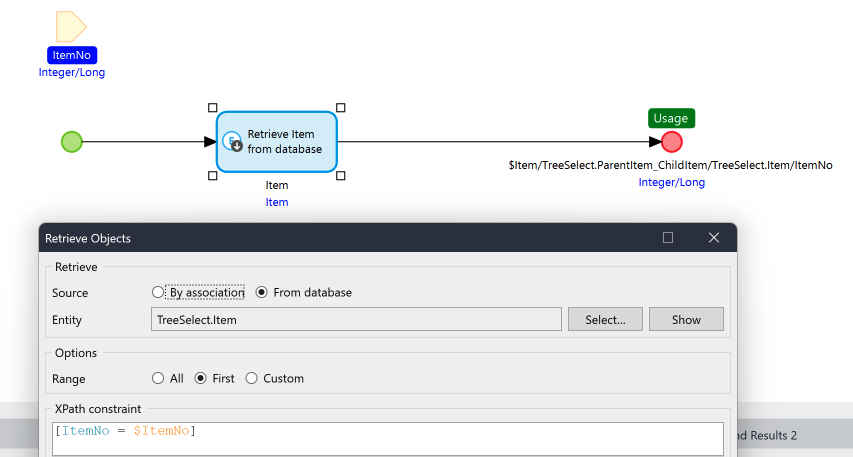 ItemNo
Integer/Long
Usage
Retrieve Item
from database
$Item/TreeSelect.ParentItem_ChildItem/TreeSelect.Item/ItemNo
Integer/Long
Item
Item
Retrieve Objects
Retrieve
Source By association From database
Entity TreeSelect.Item Select... Show
Options
Range All First Custom
XPath constraint
[ItemNo = $ItemNo]
nd Results 2